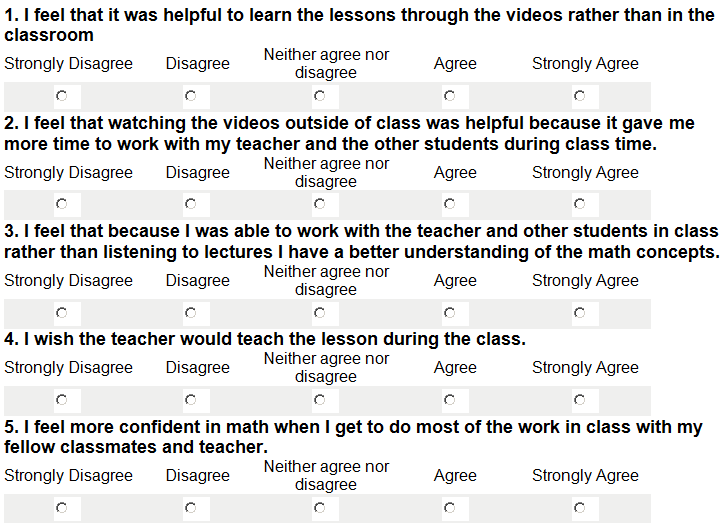 1. I feel that it was helpful to learn the lessons through the videos rather than in the
classroom
Strongly Disagree Disagree Neither agree nor disagree Agree Strongly Agree
2. I feel that watching the videos outside of class was helpful because it gave me
more time to work with my teacher and the other students during class time.
Strongly Disagree Disagree Neither agree nor disagree Agree Strongly Agree
3. I feel that because I was able to work with the teacher and other students in class
rather than listening to lectures I have a better understanding of the math concepts.
Strongly Disagree Disagree Neither agree nor disagree Agree Strongly Agree
4. I wish the teacher would teach the lesson during the class.
Strongly Disagree Disagree Neither agree nor disagree Agree Strongly Agree
5. I feel more confident in math when I get to do most of the work in class with my
fellow classmates and teacher.
Strongly Disagree Disagree Neither agree nor disagree Agree Strongly Agree